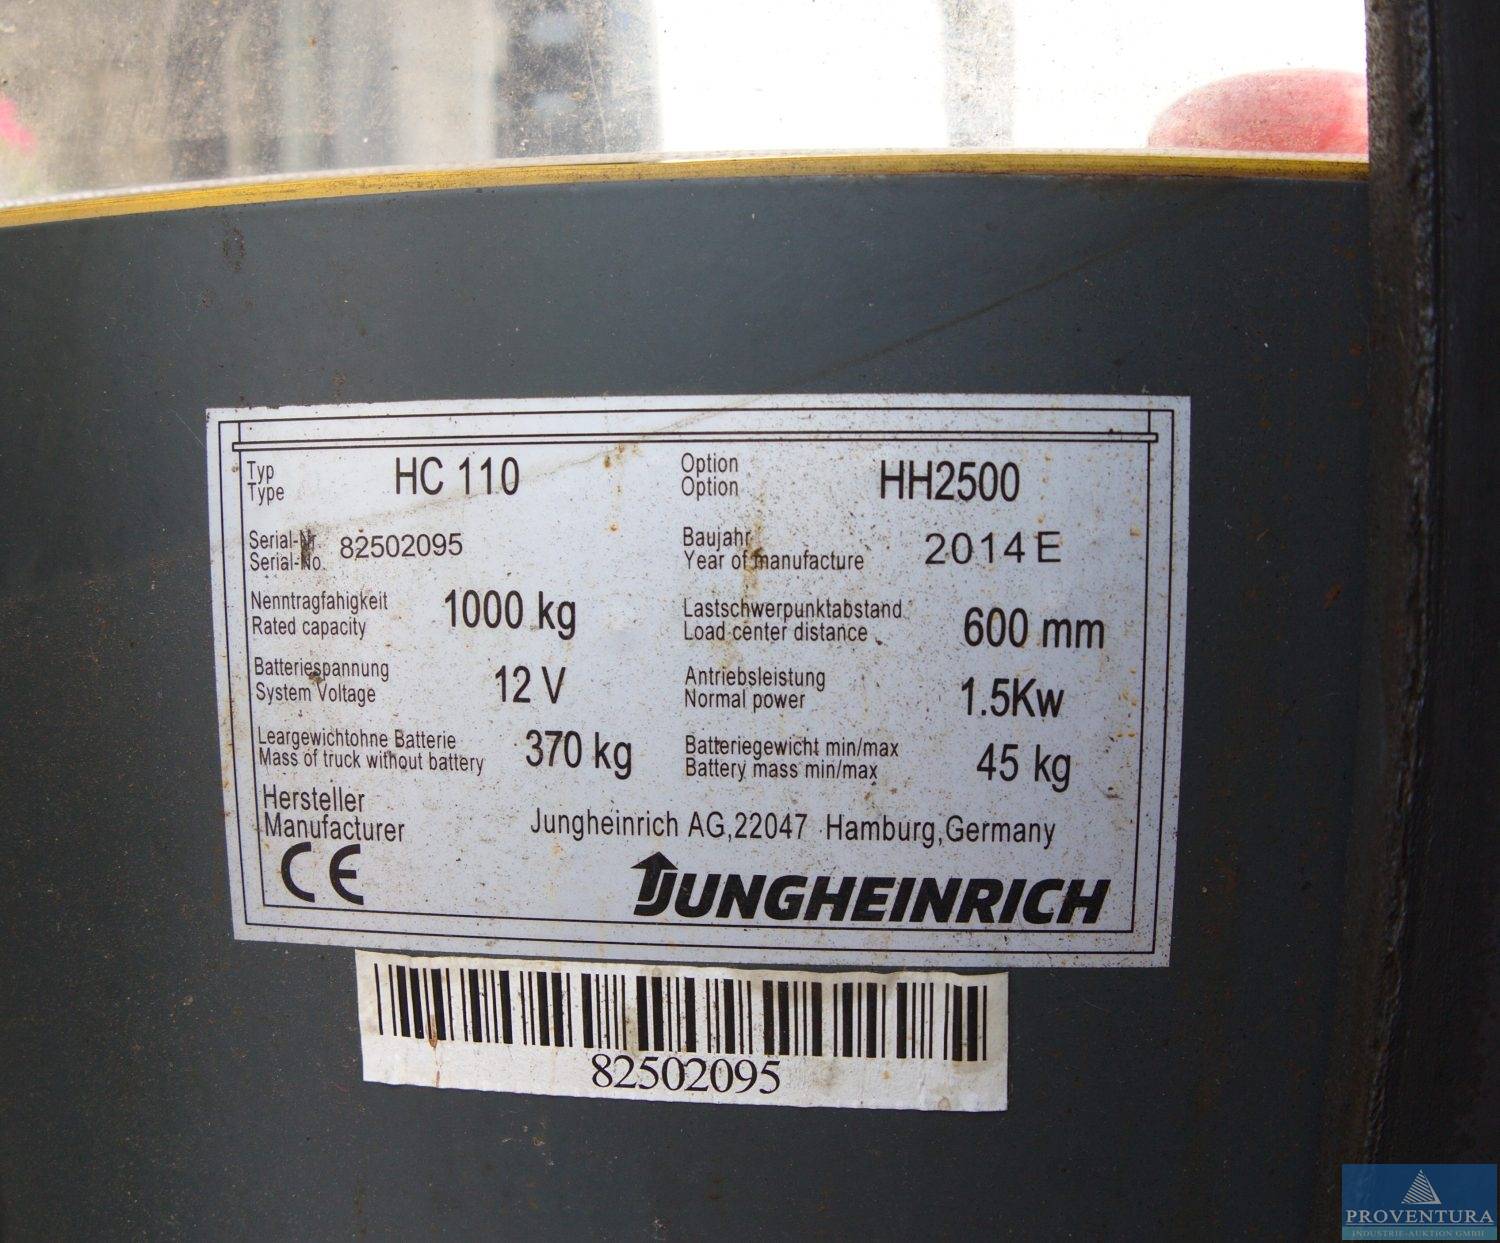 Typ
Type
HC 110
Option
Option
HH2500
Serial-Nr.
Serial-No.
82502095
Baujahr
Year of manufacture
2014 E
Nenntragfahigkeit
Rated capacity
1000 kg
Lastschwerpunktabstand
Load center distance
600 mm
Batteriespannung
System Voltage
12 V
Antriebsleistung
Normal power
1.5Kw
Leargewichtohne Batterie
Mass of truck without battery
370 kg
Batteriegewicht min/max
Battery mass min/max
45 kg
Hersteller
Manufacturer
Jungheinrich AG,22047 Hamburg,Germany
CE
JUNGHEINRICH
82502095
PROVENTURA
INDUSTRIE-AUKTION GMBH